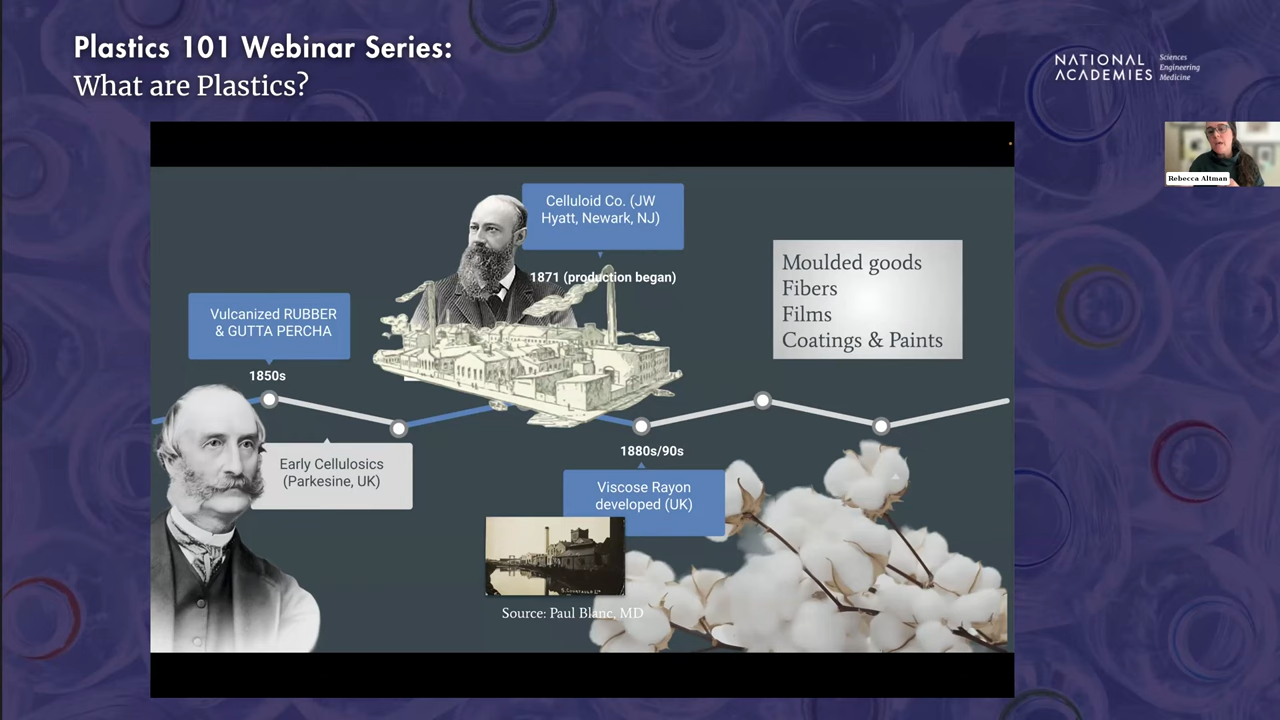 Plastics 101 Webinar Series:
What are Plastics?
NATIONAL
ACADEMIES
Sciences
Engineering
Medicine
Rebecca Altman
Celluloid Co. (JW
Hyatt, Newark, NJ)
1871 (production began)
Moulded goods
Fibers
Films
Coatings & Paints
Vulcanized RUBBER
& GUTTA PERCHA
1850s
Early Cellulosics
(Parkesine, UK)
1880s/90s
Viscose Rayon
developed (UK)
Source: Paul Blanc, MD